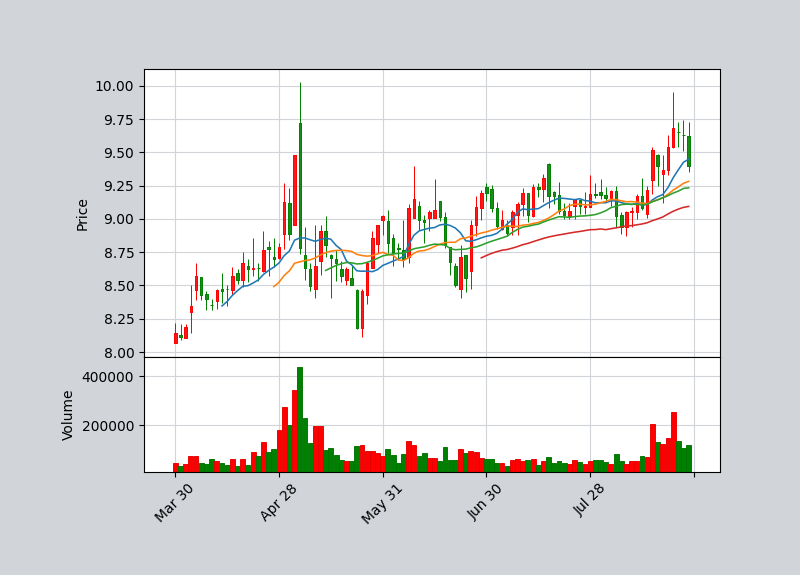 10.00
9.75
9.50
9.25
9.00
8.75
8.50
8.25
8.00
Price
400000
200000
Volume
Mar 30
Apr 28
May 31
Jun 30
Jul 28